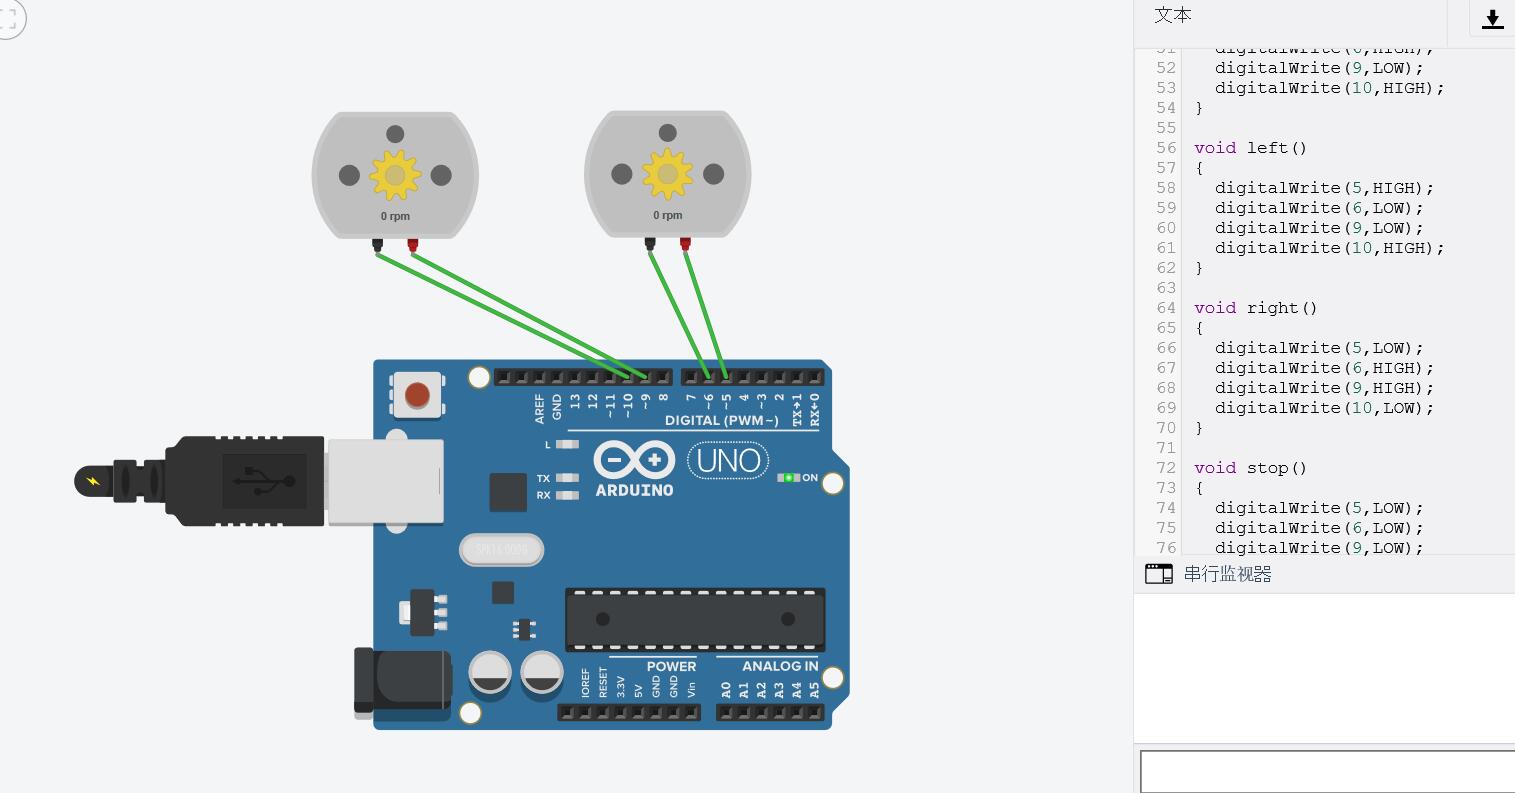 文本
51 digitalWrite(6,HIGH);
52 digitalWrite(9,LOW);
53 digitalWrite(10,HIGH);
54 }
55
56 void left()
57 {
58 digitalWrite(5,HIGH);
59 digitalWrite(6,LOW);
60 digitalWrite(9,LOW);
61 digitalWrite(10,HIGH);
62 }
63
64 void right()
65 {
66 digitalWrite(5,LOW);
67 digitalWrite(6,HIGH);
68 digitalWrite(9,HIGH);
69 digitalWrite(10,LOW);
70 }
71
72 void stop()
73 {
74 digitalWrite(5,LOW);
75 digitalWrite(6,LOW);
76 digitalWrite(9,LOW);
串行监视器
0 rpm
0 rpm
AREF
GND
13
12
~11
~10
~9
8
7
~6
~5
4
~3
2
TX→1
RX←0
DIGITAL (PWM~)
L
TX
RX
ARDUINO
UNO
ON
SPK16.000G
POWER
ANALOG IN
IOREF
RESET
3.3V
5V
GND
GND
Vin
A0
A1
A2
A3
A4
A5